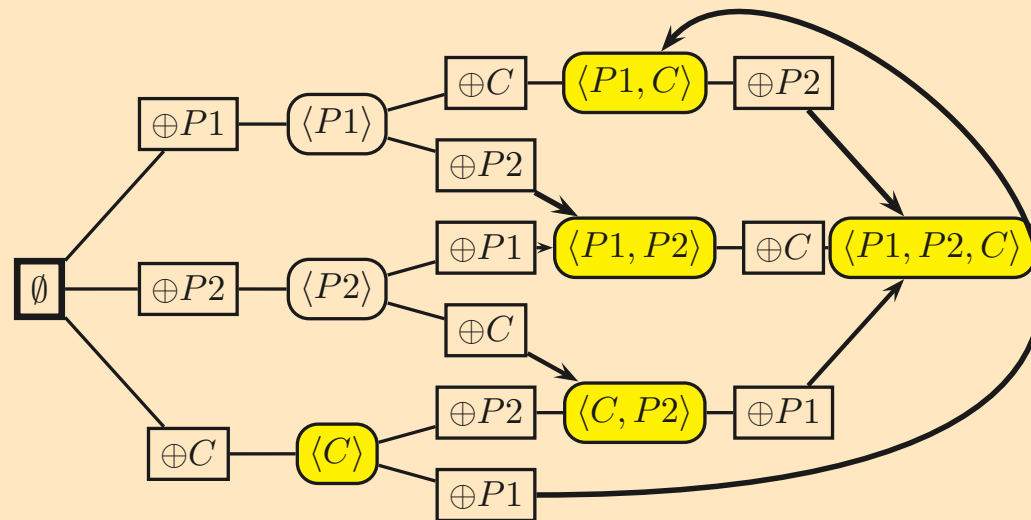 ⊕C ⟨P1, C⟩ ⊕P2
⊕P1 ⟨P1⟩
⊕P2
⊕P1 ⟨P1, P2⟩ ⊕C ⟨P1, P2, C⟩
∅ ⊕P2 ⟨P2⟩
⊕C
⊕P2 ⟨C, P2⟩ ⊕P1
⊕C ⟨C⟩
⊕P1